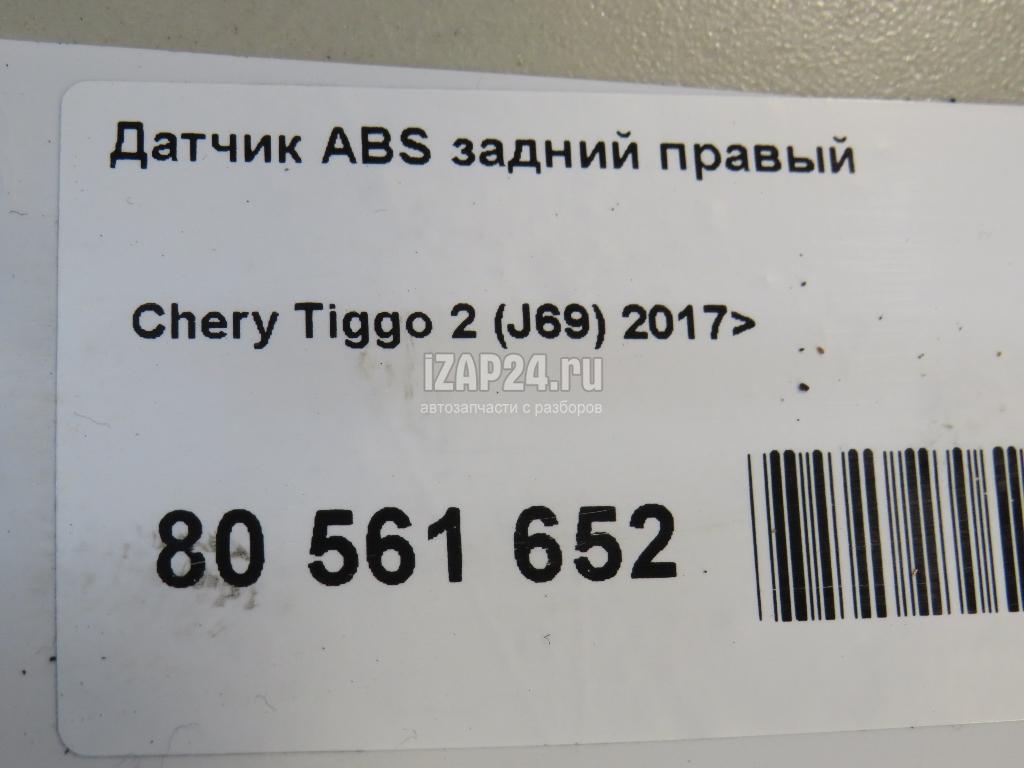 Датчик ABS задний правый
Chery Tiggo 2 (J69) 2017>
iZAP24.ru
автозапчасти с разборов
80 561 652